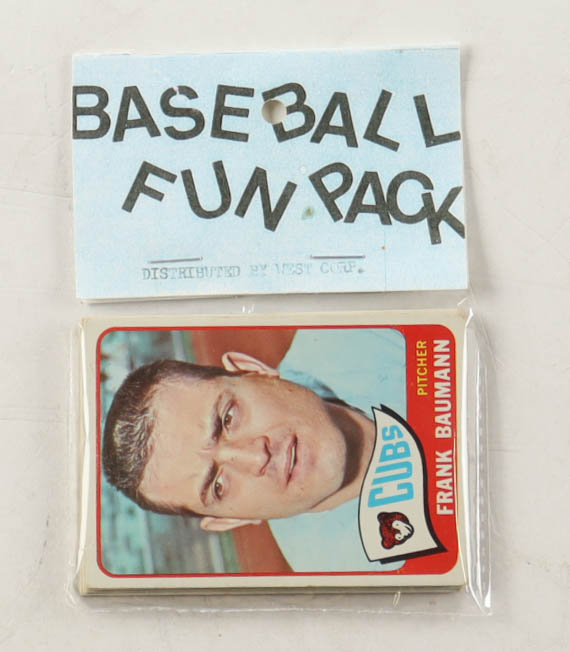 BASEBALL
FUN PACK
DISTRIBUTED BY WEST CORP.
PITCHER
FRANK BAUMANN
CUBS